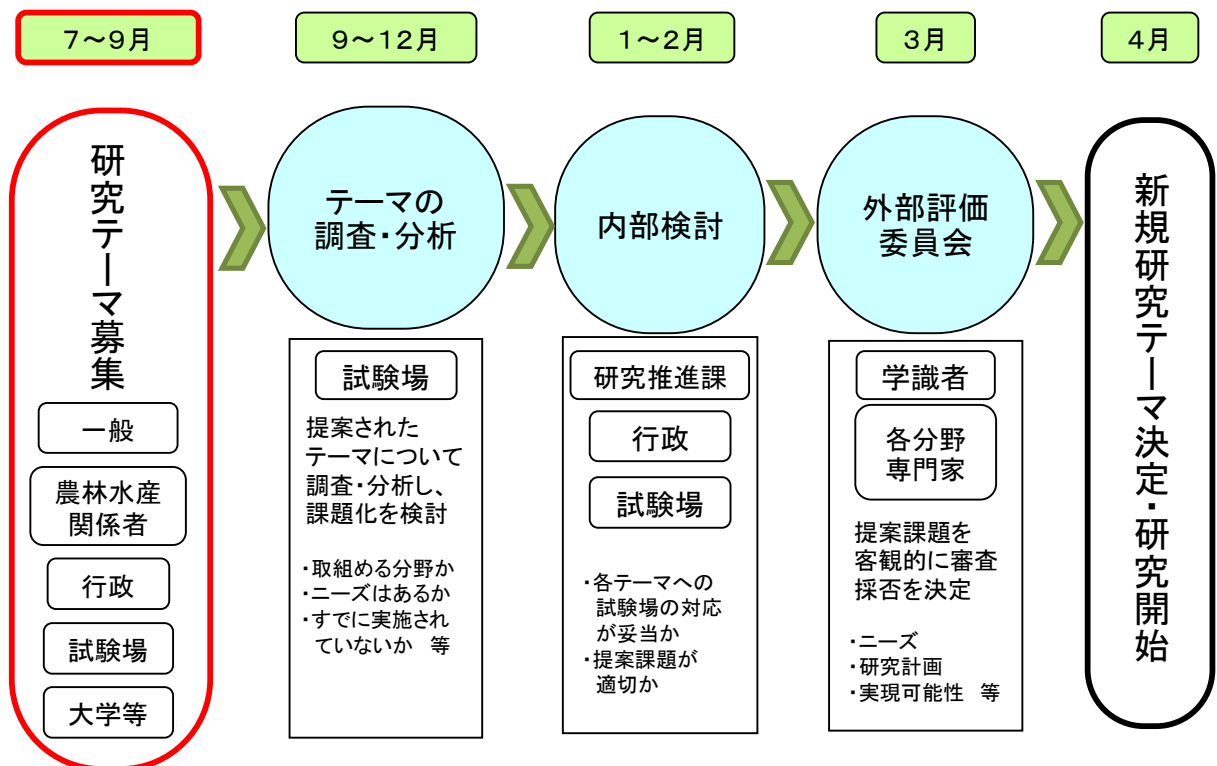 7～9月
9～12月
1～2月
3月
4月
研究テーマ募集
一般
農林水産
関係者
行政
試験場
大学等
テーマの
調査・分析
試験場
提案された
テーマについて
調査・分析し、
課題化を検討
・取組める分野か
・ニーズはあるか
・すでに実施され
ていないか　等
内部検討
研究推進課
行政
試験場
・各テーマへの
試験場の対応
が妥当か
・提案課題が
適切か
外部評価
委員会
学識者
各分野
専門家
提案課題を
客観的に審査
採否を決定
・ニーズ
・研究計画
・実現可能性　等
新規研究テーマ決定・研究開始